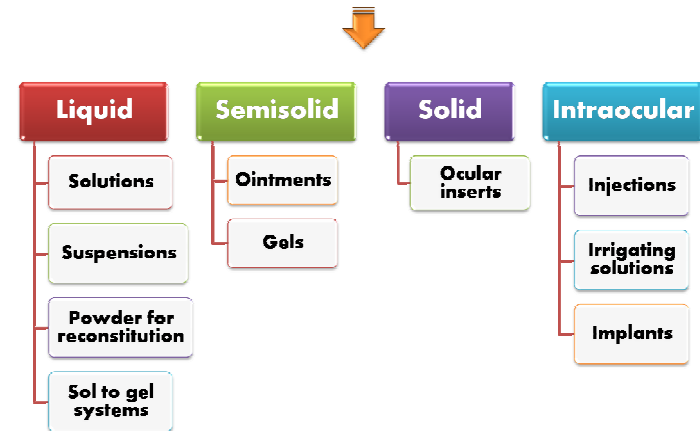 Liquid
Solutions
Suspensions
Powder for
reconstitution
Sol to gel
systems
Semisolid
Ointments
Gels
Solid
Ocular
inserts
Intraocular
Injections
Irrigating
solutions
Implants